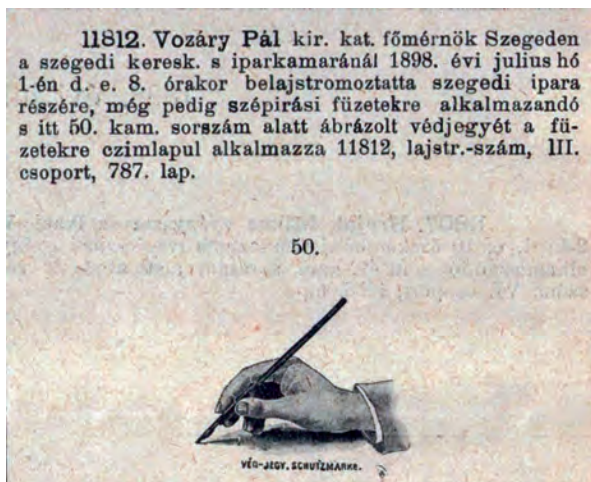 11812. Vozáry Pál kir. kat. főmérnök Szegeden
a szegedi keresk. s iparkamaránál 1898. évi julius hó
1-én d. e. 8. órakor belajstromoztatta szegedi ipara
részére, még pedig szépirási füzetekre alkalmazandó
s itt 50. kam. sorszám alatt ábrázolt védjegyét a fü-
zetekre czimlapul alkalmazza 11812, lajstr.-szám, III.
csoport, 787. lap.
50.
VÉD-JEGY. SCHUTZMARKE.